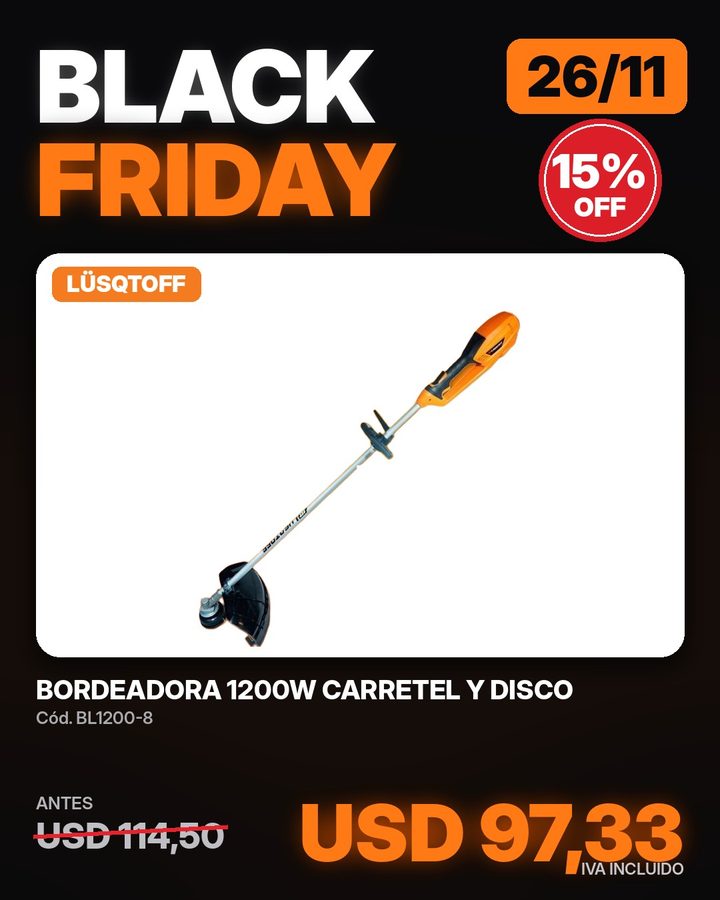 BLACK
FRIDAY
26/11
15%
OFF
LÜSQTOFF
BORDEADORA 1200W CARRETEL Y DISCO
Cód. BL1200-8
ANTES
USD 114,50
USD 97,33
IVA INCLUIDO